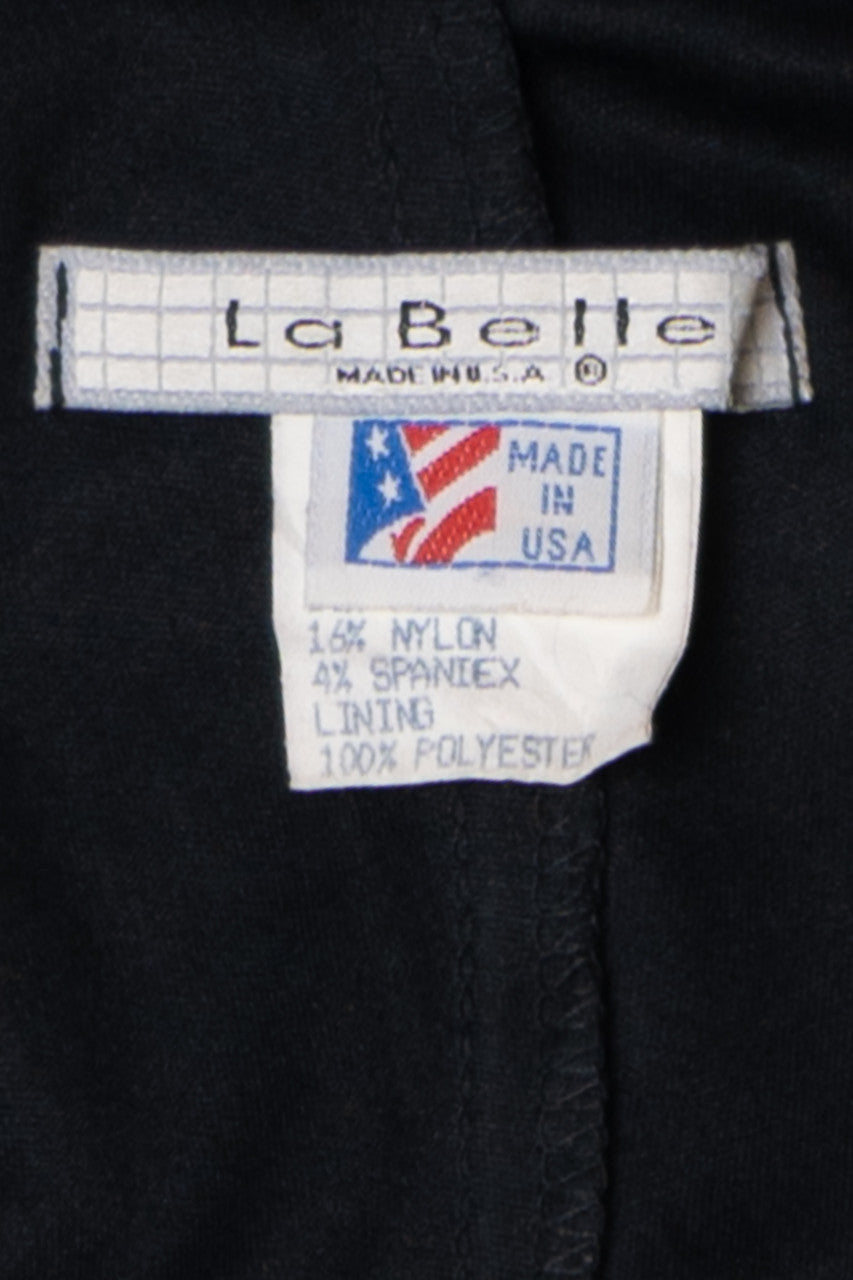 La Belle
MADE IN U.S.A ®
MADE
IN
USA
16% NYLON
4% SPANDEX
LINING
100% POLYESTER